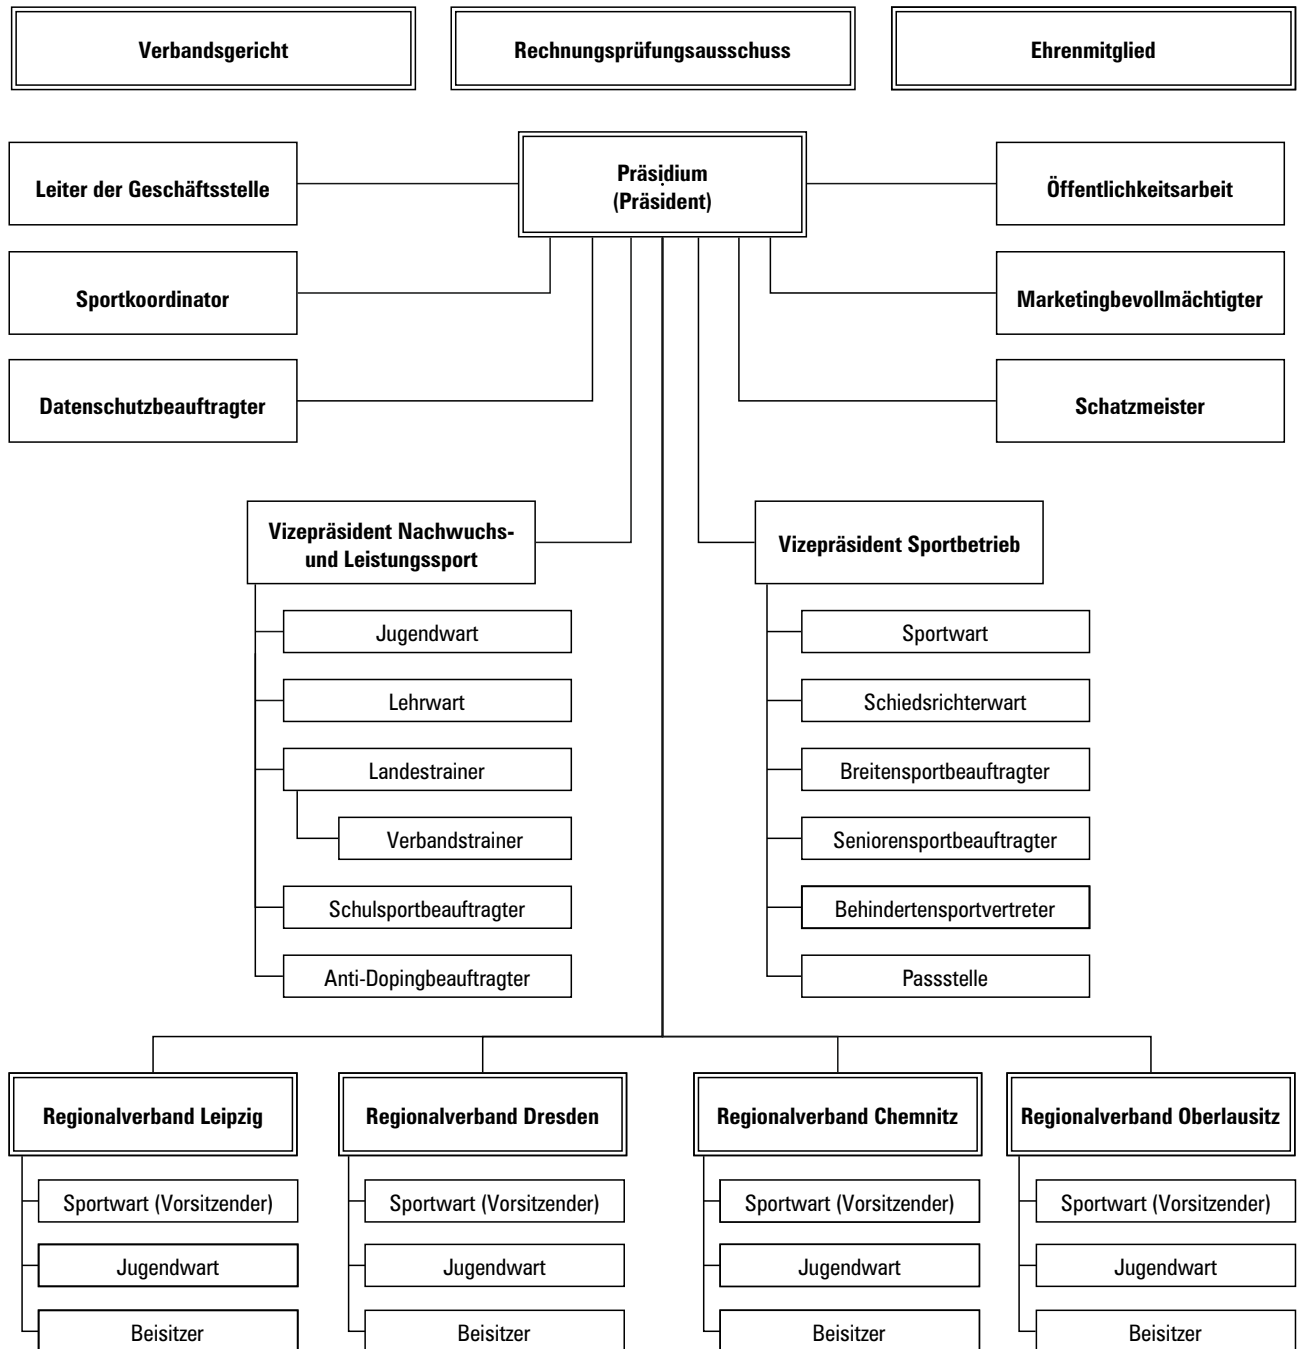 Verbandsgericht
Rechnungsprüfungsausschuss
Ehrenmitglied
Leiter der Geschäftsstelle
Präsidium
(Präsident)
Öffentlichkeitsarbeit
Sportkoordinator
Marketingbevollmächtigter
Datenschutzbeauftragter
Schatzmeister
Vizepräsident Nachwuchs-
und Leistungssport
Jugendwart
Lehrwart
Landestrainer
Verbandstrainer
Schulsportbeauftragter
Anti-Dopingbeauftragter
Vizepräsident Sportbetrieb
Sportwart
Schiedsrichterwart
Breitensportbeauftragter
Seniorensportbeauftragter
Behindertensportvertreter
Passstelle
Regionalverband Leipzig
Sportwart (Vorsitzender)
Jugendwart
Beisitzer
Regionalverband Dresden
Sportwart (Vorsitzender)
Jugendwart
Beisitzer
Regionalverband Chemnitz
Sportwart (Vorsitzender)
Jugendwart
Beisitzer
Regionalverband Oberlausitz
Sportwart (Vorsitzender)
Jugendwart
Beisitzer